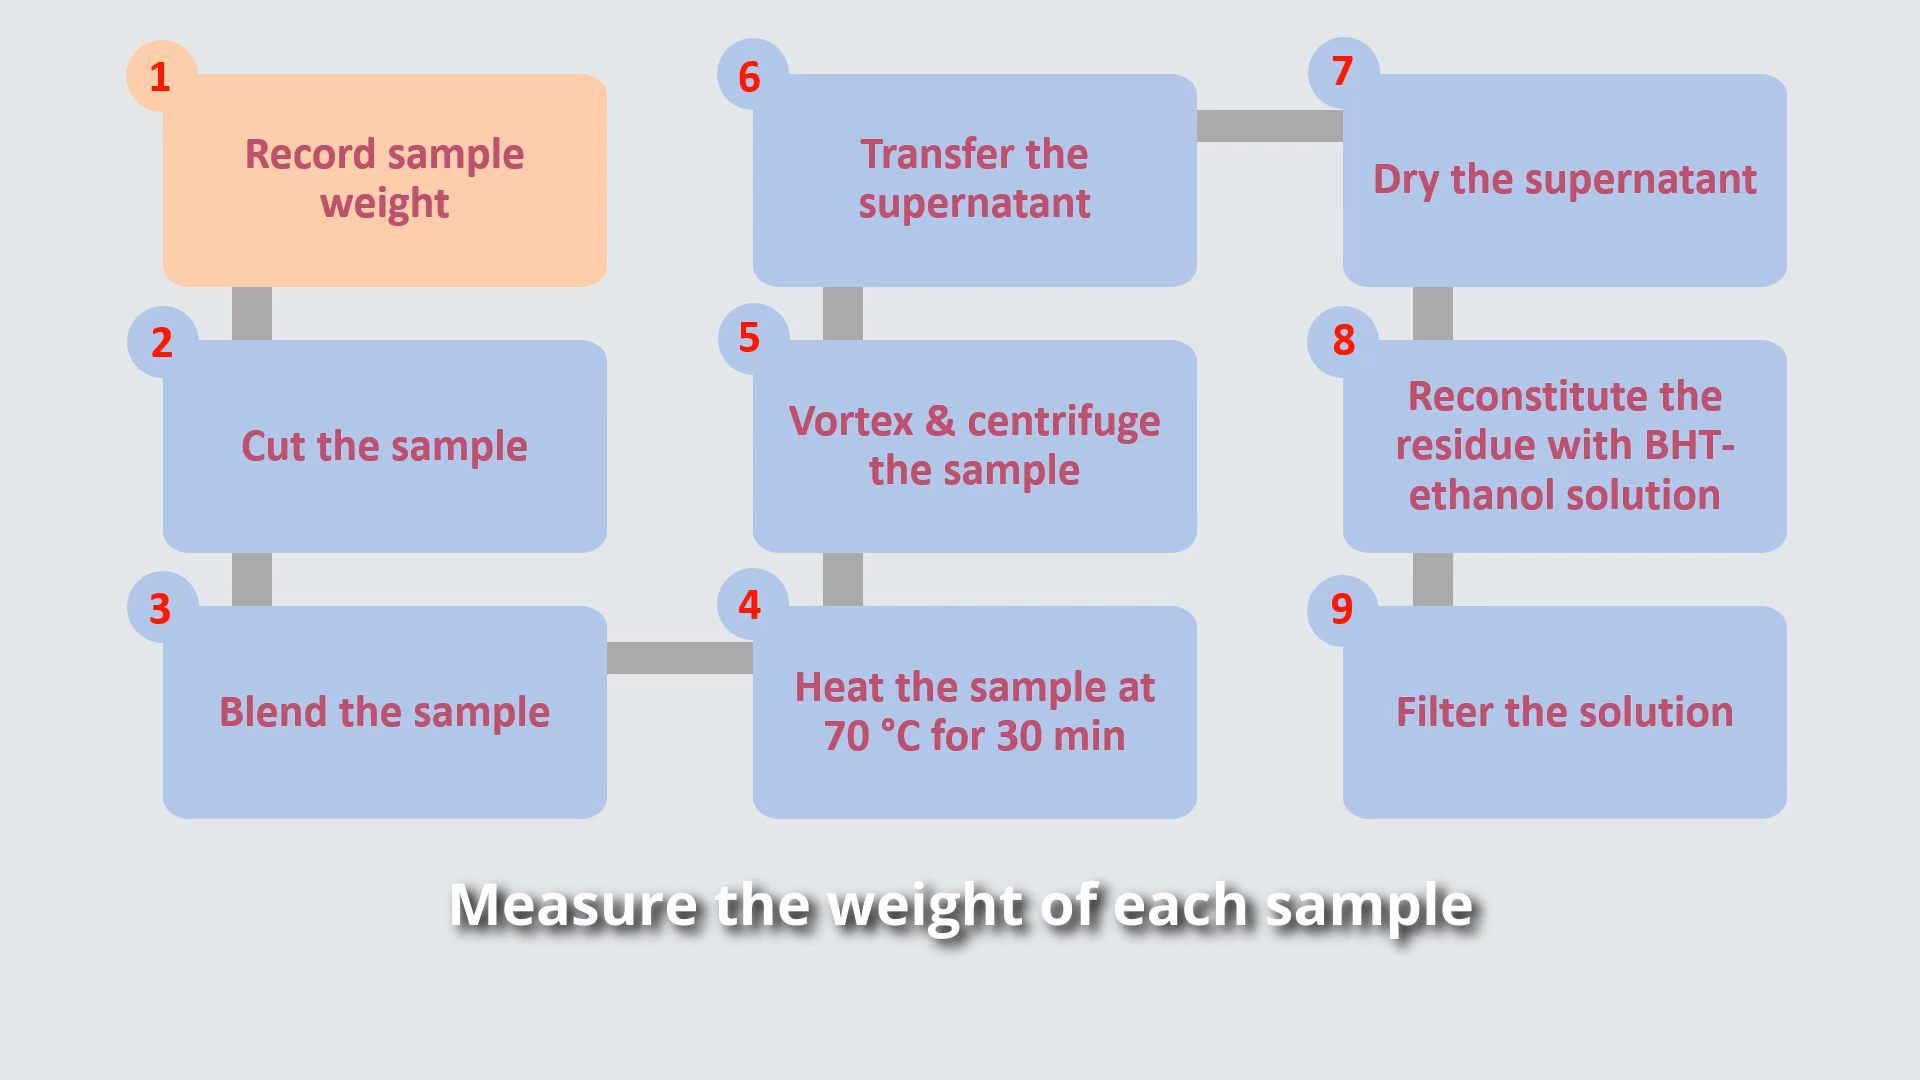 1
Record sample
weight
2
Cut the sample
3
Blend the sample
4
Heat the sample at
70 °C for 30 min
5
Vortex & centrifuge
the sample
6
Transfer the
supernatant
7
Dry the supernatant
8
Reconstitute the
residue with BHT-
ethanol solution
9
Filter the solution
Measure the weight of each sample